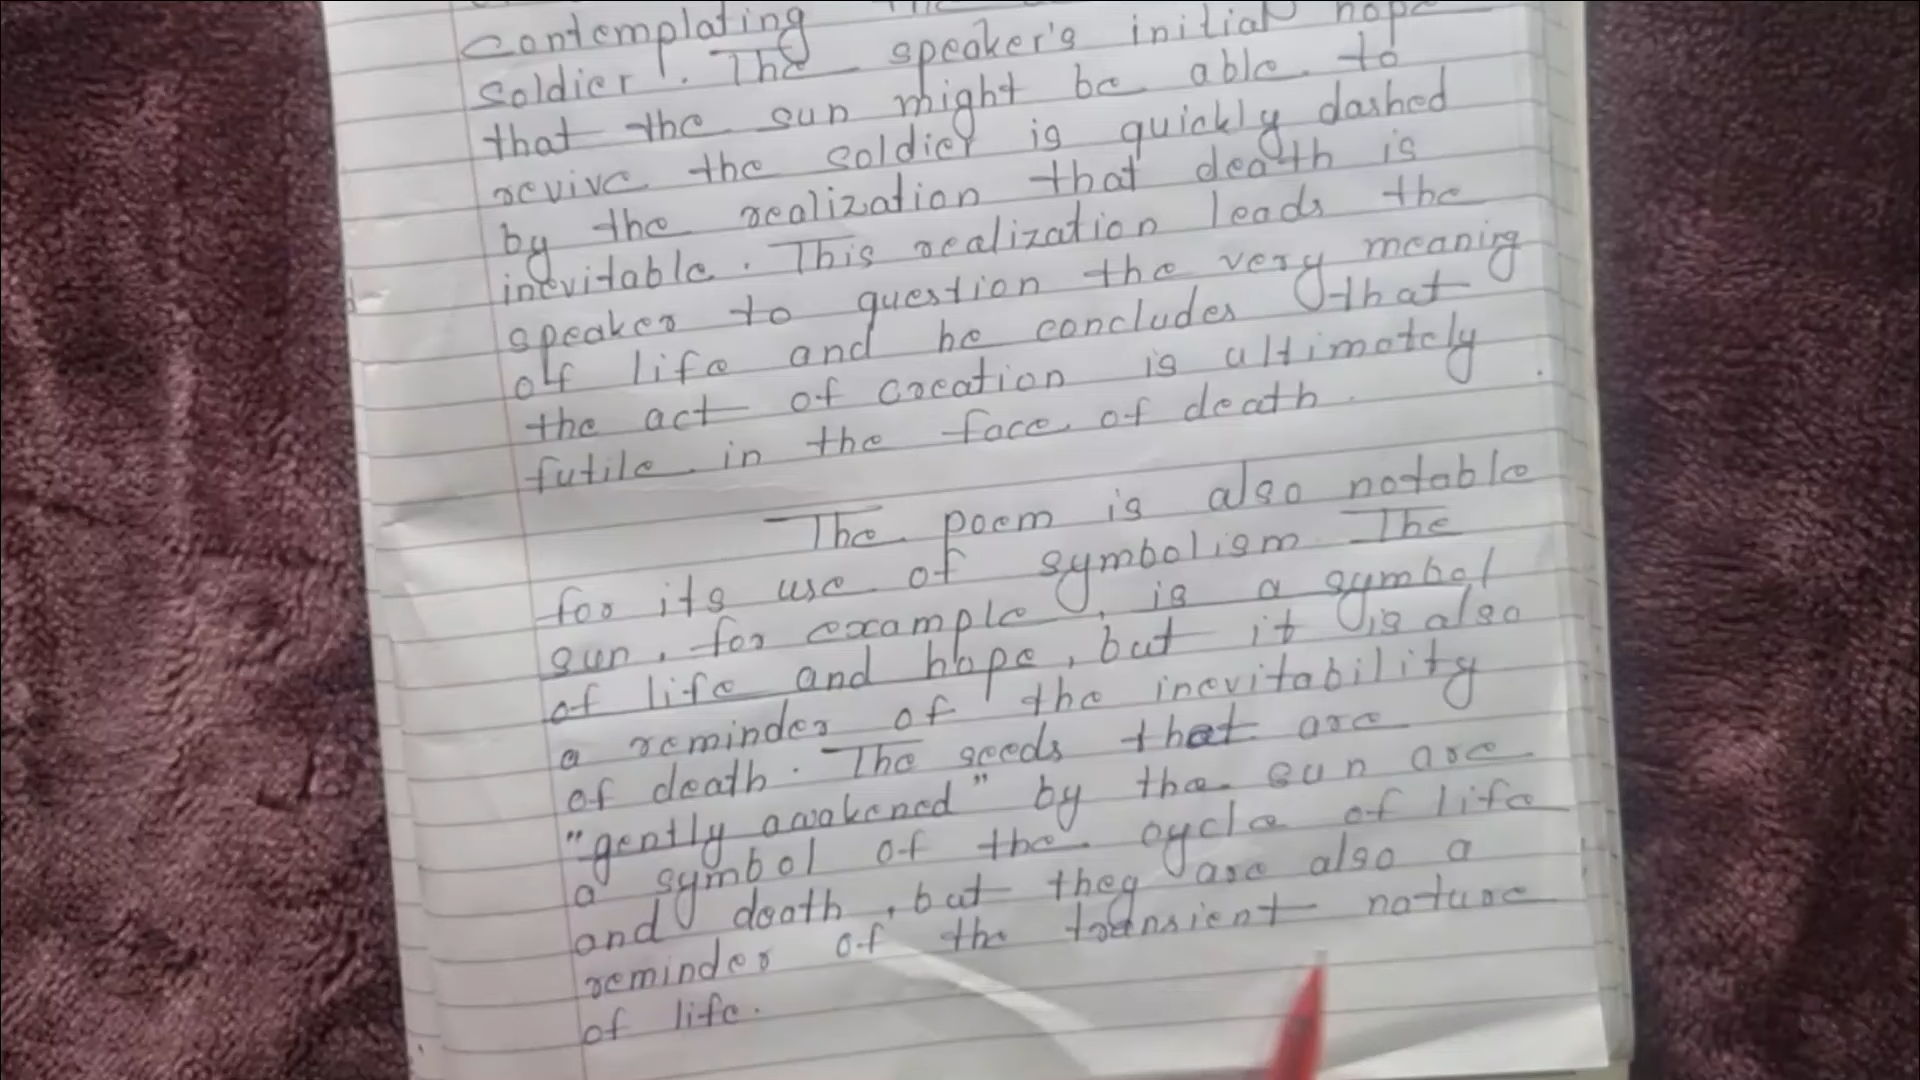 contemplating the
soldier. The speaker's initial hope
that the sun might be able to
revive the soldier is quickly dashed
by the realization that death is
inevitable. This realization leads the
speaker to question the very meaning
of life and he concludes that
the act of creation is ultimately
futile in the face of death.
The poem is also notable
for its use of symbolism The
sun, for example, is a symbol
of life and hope, but it is also
a reminder of the inevitability
of death. The seeds that are
"gently awakened" by the sun are
a symbol of the cycle of life
and death, but they are also a
reminder of the transient nature
of life.